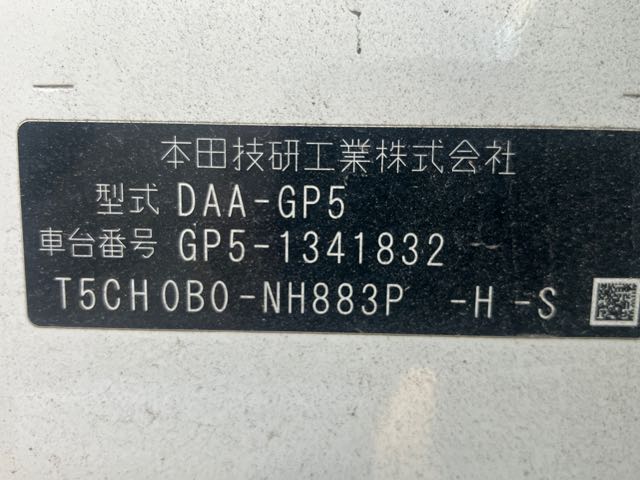 本田技研工業株式会社
型式 DAA-GP5
車台番号 GP5-1341832
T5CH0B0-NH883P -H -S